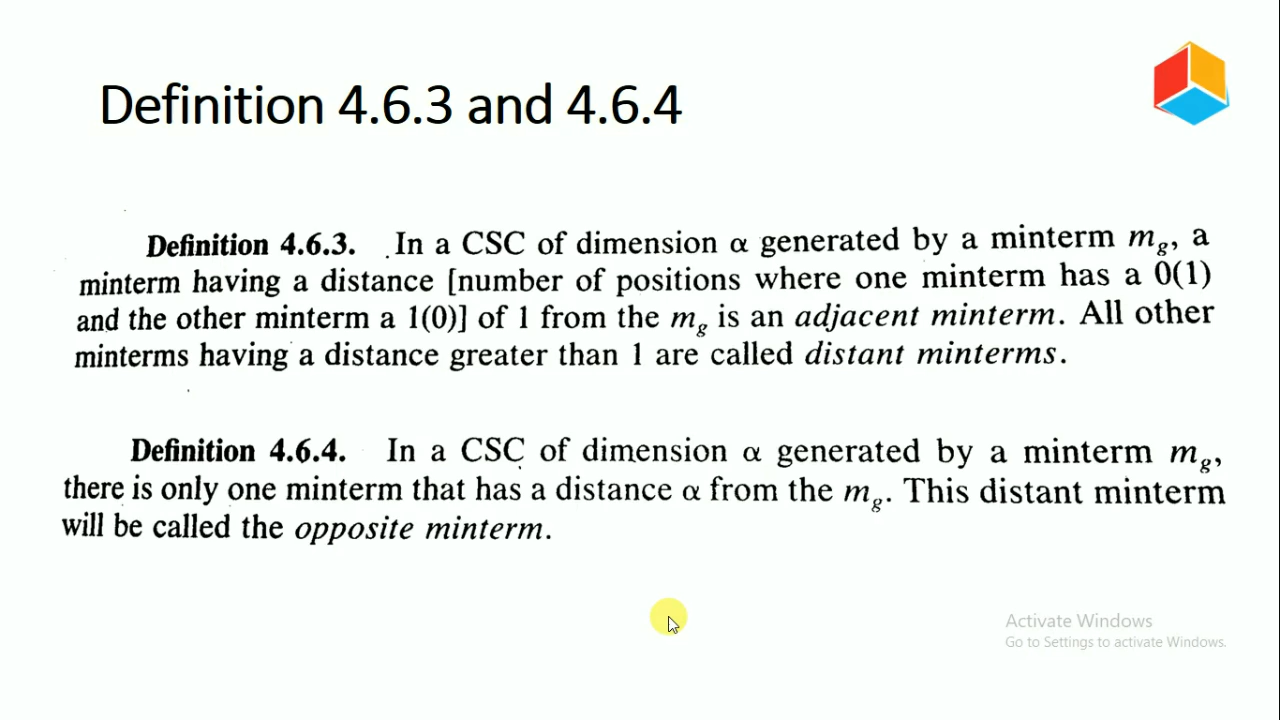 Definition 4.6.3 and 4.6.4
Definition 4.6.3. In a CSC of dimension α generated by a minterm m_g, a
minterm having a distance [number of positions where one minterm has a 0(1)
and the other minterm a 1(0)] of 1 from the m_g is an adjacent minterm. All other
minterms having a distance greater than 1 are called distant minterms.
Definition 4.6.4. In a CSC of dimension α generated by a minterm m_g,
there is only one minterm that has a distance α from the m_g. This distant minterm
will be called the opposite minterm.
Activate Windows
Go to Settings to activate Windows.